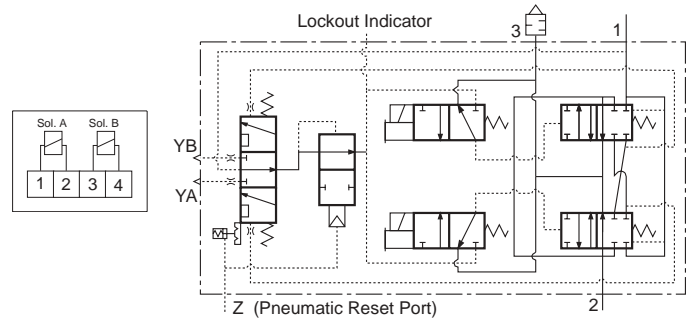 Lockout Indicator
3
1
Sol. A
Sol. B
1 2 3 4
YB
YA
Z (Pneumatic Reset Port)
2